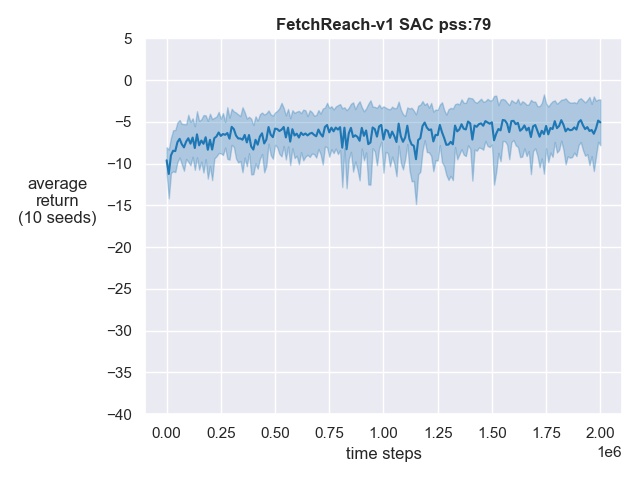 FetchReach-v1 SAC pss:79
5
0
−5
−10
−15
−20
−25
−30
−35
−40
average
return
(10 seeds)
0.00 0.25 0.50 0.75 1.00 1.25 1.50 1.75 2.00
1e6
time steps